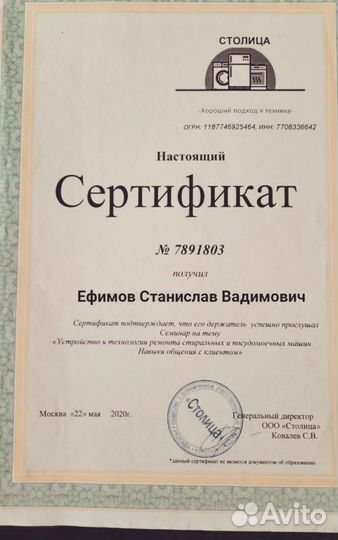 СТОЛИЦА
-Хороший подход к технике-
ОГРН: 1187746925464, ИНН: 7708336642
Настоящий
Сертификат
№ 7891803
получил
Ефимов Станислав Вадимович
Сертификат подтверждает, что его держатель успешно прослушал
Семинар на тему
«Устройство и технологии ремонта стиральных и посудомоечных машин.
Навыки общения с клиентом»
Москва «22» мая 2020г.
«Столица»
Генеральный директор
ООО «Столица»
Ковалев С.В.
*данный сертификат не является документом об образовании
Avito